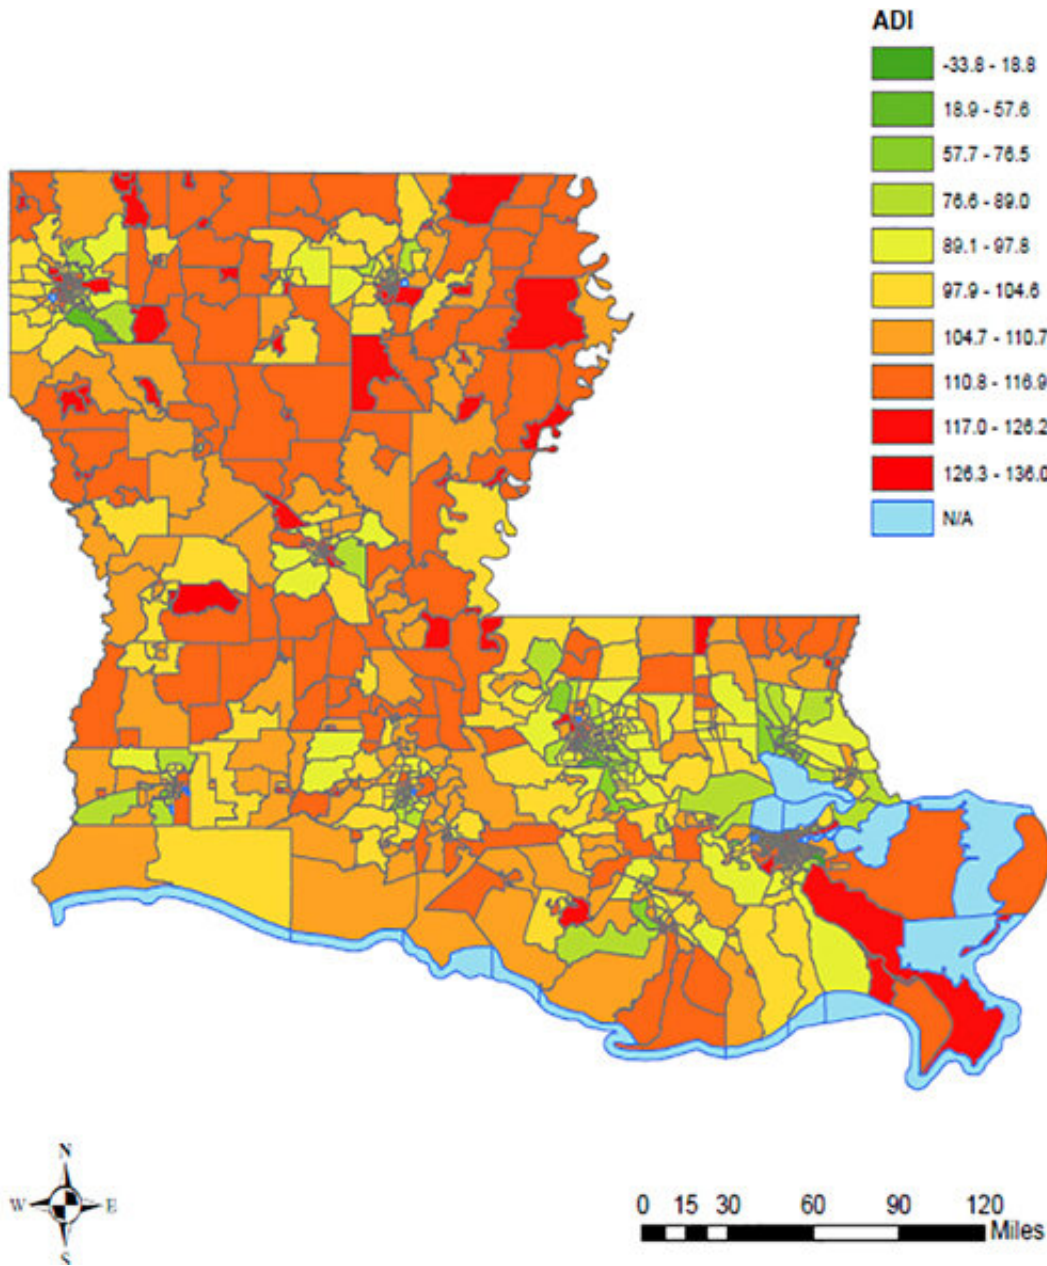 ADI
-33.8 - 18.8
18.9 - 57.6
57.7 - 76.5
76.6 - 89.0
89.1 - 97.8
97.9 - 104.6
104.7 - 110.7
110.8 - 116.9
117.0 - 126.2
126.3 - 136.0
N/A
N
W E
S
0 15 30 60 90 120
Miles